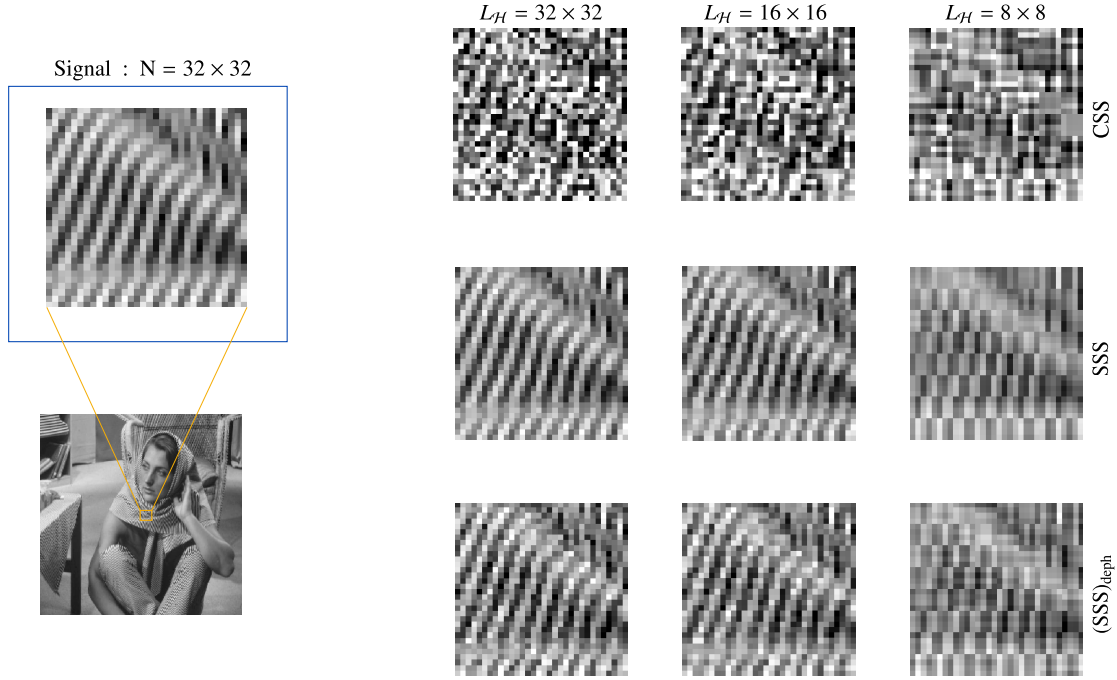 Signal : N = 32 × 32
L_ℋ = 32 × 32
L_ℋ = 16 × 16
L_ℋ = 8 × 8
CSS
SSS
(SSS)_deph